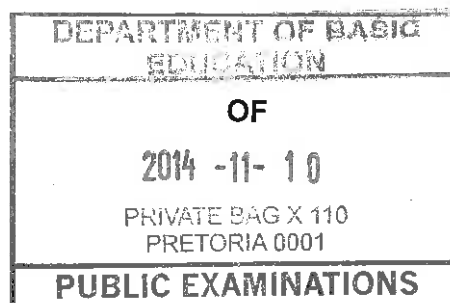 DEPARTMENT OF BASIC
EDUCATION
OF
2014 -11- 10
PRIVATE BAG X 110
PRETORIA 0001
PUBLIC EXAMINATIONS